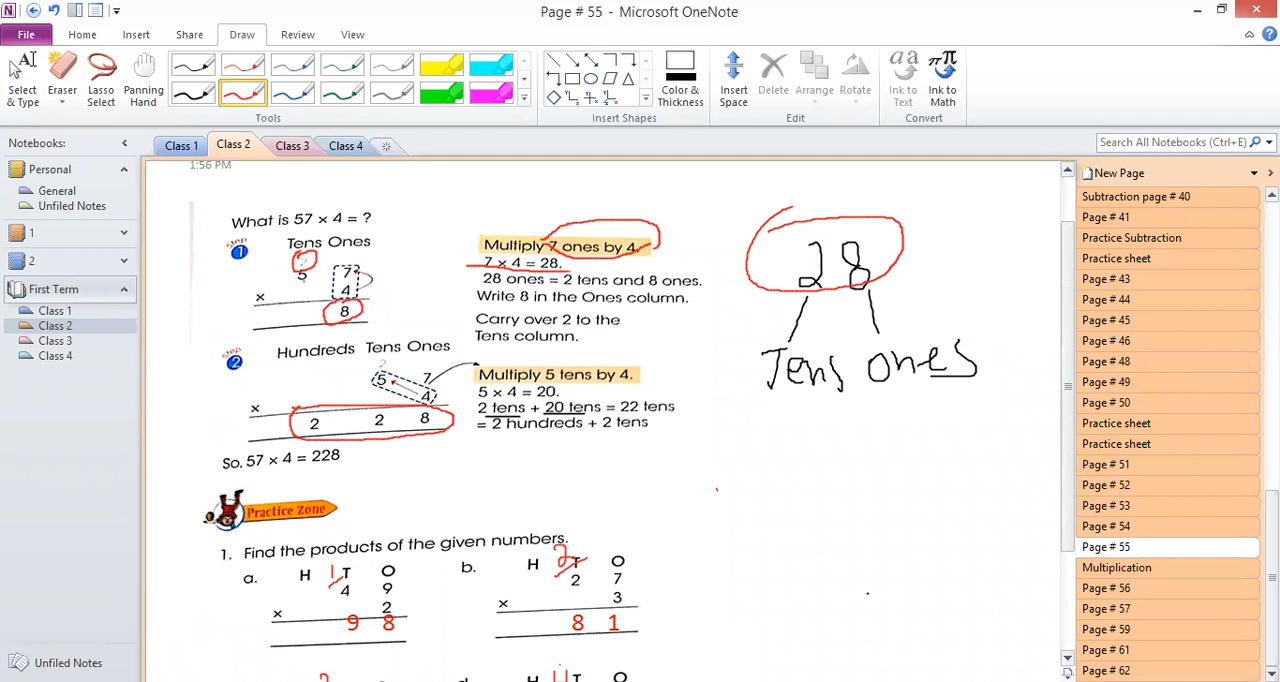 Page # 55 - Microsoft OneNote
File Home Insert Draw Review View
Select & Type
Eraser
Lasso Select
Panning Hand
Color & Thickness
Insert Space
Delete
Arrange
Rotate
Ink to Text
Ink to Math
Tools
Insert Shapes
Edit
Convert
Notebooks:
Personal
General
Unfiled Notes
1
2
First Term
Class 1
Class 2
Class 3
Class 4
Unfiled Notes
Class 1 Class 2 Class 3 Class 4
Search All Notebooks (Ctrl+E)
1:56 PM
What is 57 × 4 = ?
step 1
Tens Ones
5 7
× 4
8
Multiply 7 ones by 4.
7 × 4 = 28.
28 ones = 2 tens and 8 ones.
Write 8 in the Ones column.
Carry over 2 to the
Tens column.
28
Tens ones
step 2
Hundreds Tens Ones
2
5 7
× 4
2 2 8
Multiply 5 tens by 4.
5 × 4 = 20.
2 tens + 20 tens = 22 tens
= 2 hundreds + 2 tens
So, 57 × 4 = 228
Practice Zone
1. Find the products of the given numbers.
a. H T O
1
4 9
× 2
9 8
b. H T O
2
2 7
× 3
8 1
New Page
Subtraction page # 40
Page # 41
Practice Subtraction
Practice sheet
Page # 43
Page # 44
Page # 45
Page # 46
Page # 48
Page # 49
Page # 50
Practice sheet
Practice sheet
Page # 51
Page # 52
Page # 53
Page # 54
Page # 55
Multiplication
Page # 56
Page # 57
Page # 59
Page # 61
Page # 62